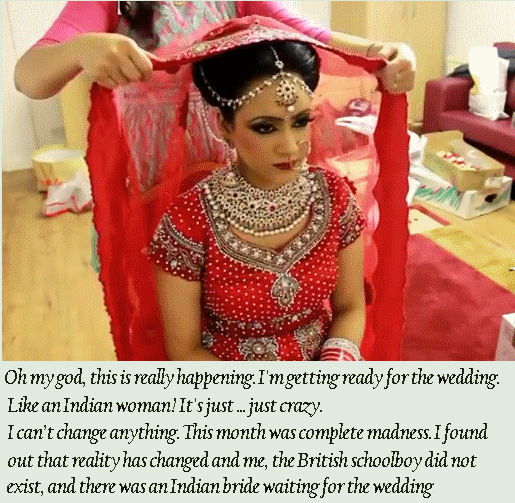 Oh my god, this is really happening. I'm getting ready for the wedding.
Like an Indian woman! It's just ... just crazy.
I can't change anything. This month was complete madness. I found
out that reality has changed and me, the British schoolboy did not
exist, and there was an Indian bride waiting for the wedding